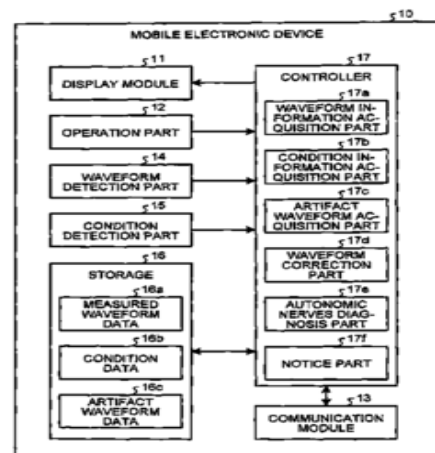 10
MOBILE ELECTRONIC DEVICE
11
DISPLAY MODULE
12
OPERATION PART
14
WAVEFORM
DETECTION PART
15
CONDITION
DETECTION PART
16
STORAGE
16a
MEASURED
WAVEFORM
DATA
16b
CONDITION
DATA
16c
ARTIFACT
WAVEFORM
DATA
17
CONTROLLER
17a
WAVEFORM IN-
FORMATION AC-
QUISITION PART
17b
CONDITION IN-
FORMATION AC-
QUISITION PART
17c
ARTIFACT
WAVEFORM AC-
QUISITION PART
17d
WAVEFORM
CORRECTION
PART
17e
AUTONOMIC
NERVES DIAG-
NOSIS PART
17f
NOTICE PART
COMMUNICATION
MODULE
13